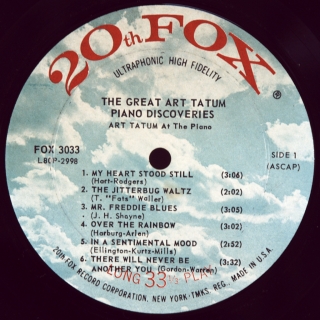 20th FOX
®
ULTRAPHONIC HIGH FIDELITY
THE GREAT ART TATUM
PIANO DISCOVERIES
ART TATUM At The Piano
FOX 3033
LBCP-2998
SIDE 1
(ASCAP)
1. MY HEART STOOD STILL (3:06)
(Hart-Rodgers)
2. THE JITTERBUG WALTZ (2:02)
(T. "Fats" Waller)
3. MR. FREDDIE BLUES (3:05)
(J. H. Shayne)
4. OVER THE RAINBOW (3:02)
(Harburg-Arlen)
5. IN A SENTIMENTAL MOOD (2:52)
(Ellington-Kurtz-Mills)
6. THERE WILL NEVER BE (3:32)
ANOTHER YOU (Gordon-Warren)
LONG 33⅓ PLAY
20th FOX RECORD CORPORATION, NEW YORK-TMKS. REG. MADE IN U.S.A.